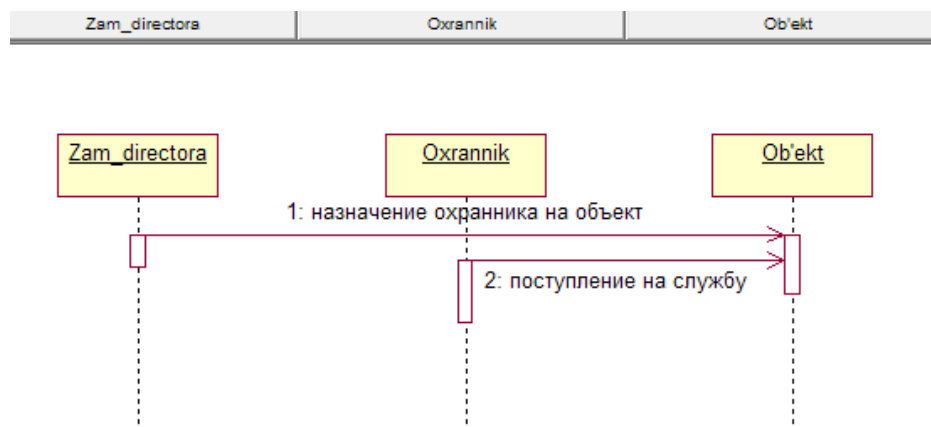 Zam_directora Oxrannik Ob'ekt
Zam_directora Oxrannik Ob'ekt
1: назначение охранника на объект
2: поступление на службу